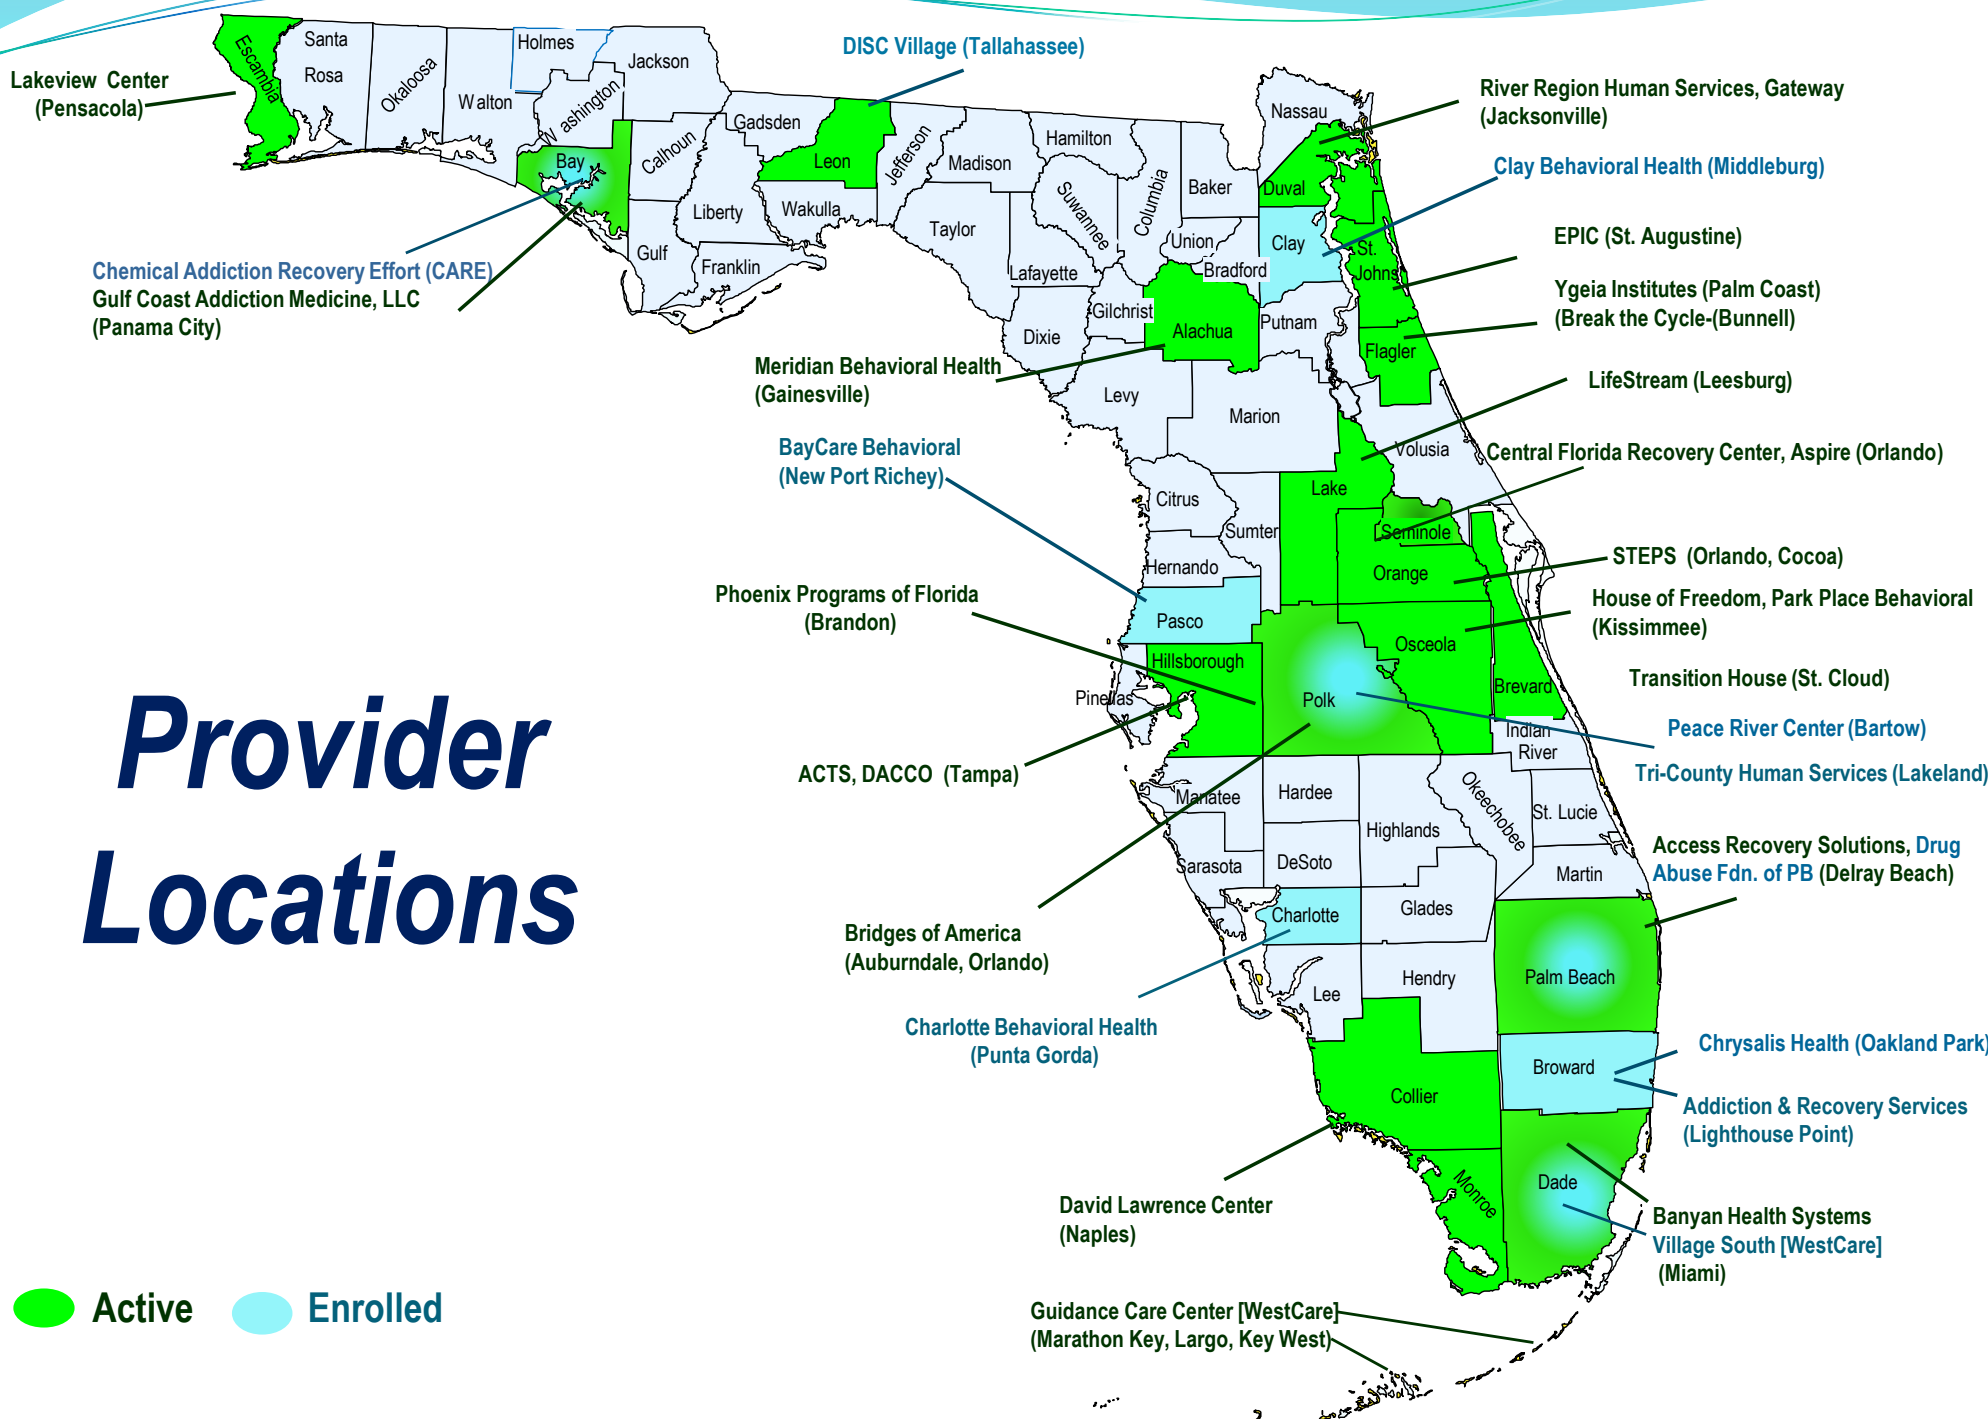 Provider
Locations
Active
Enrolled
Lakeview Center
(Pensacola)
Chemical Addiction Recovery Effort (CARE)
Gulf Coast Addiction Medicine, LLC
(Panama City)
DISC Village (Tallahassee)
Meridian Behavioral Health
(Gainesville)
BayCare Behavioral
(New Port Richey)
Phoenix Programs of Florida
(Brandon)
ACTS, DACCO (Tampa)
Bridges of America
(Auburndale, Orlando)
Charlotte Behavioral Health
(Punta Gorda)
David Lawrence Center
(Naples)
Guidance Care Center [WestCare]
(Marathon Key, Largo, Key West)
River Region Human Services, Gateway
(Jacksonville)
Clay Behavioral Health (Middleburg)
EPIC (St. Augustine)
Ygeia Institutes (Palm Coast)
(Break the Cycle-(Bunnell)
LifeStream (Leesburg)
Central Florida Recovery Center, Aspire (Orlando)
STEPS (Orlando, Cocoa)
House of Freedom, Park Place Behavioral
(Kissimmee)
Transition House (St. Cloud)
Peace River Center (Bartow)
Tri-County Human Services (Lakeland)
Access Recovery Solutions, Drug
Abuse Fdn. of PB (Delray Beach)
Chrysalis Health (Oakland Park)
Addiction & Recovery Services
(Lighthouse Point)
Banyan Health Systems
Village South [WestCare]
(Miami)
Escambia
Santa
Rosa
Okaloosa
Walton
Holmes
Washington
Jackson
Bay
Calhoun
Gulf
Gadsden
Liberty
Franklin
Leon
Wakulla
Jefferson
Madison
Taylor
Hamilton
Suwannee
Lafayette
Dixie
Columbia
Gilchrist
Baker
Union
Bradford
Alachua
Nassau
Duval
Clay
St.
Johns
Putnam
Flagler
Levy
Marion
Volusia
Citrus
Sumter
Lake
Seminole
Hernando
Orange
Pasco
Osceola
Hillsborough
Pinellas
Polk
Brevard
Indian
River
Manatee
Hardee
Highlands
Okeechobee
St. Lucie
Sarasota
DeSoto
Martin
Charlotte
Glades
Lee
Hendry
Palm Beach
Broward
Collier
Dade
Monroe